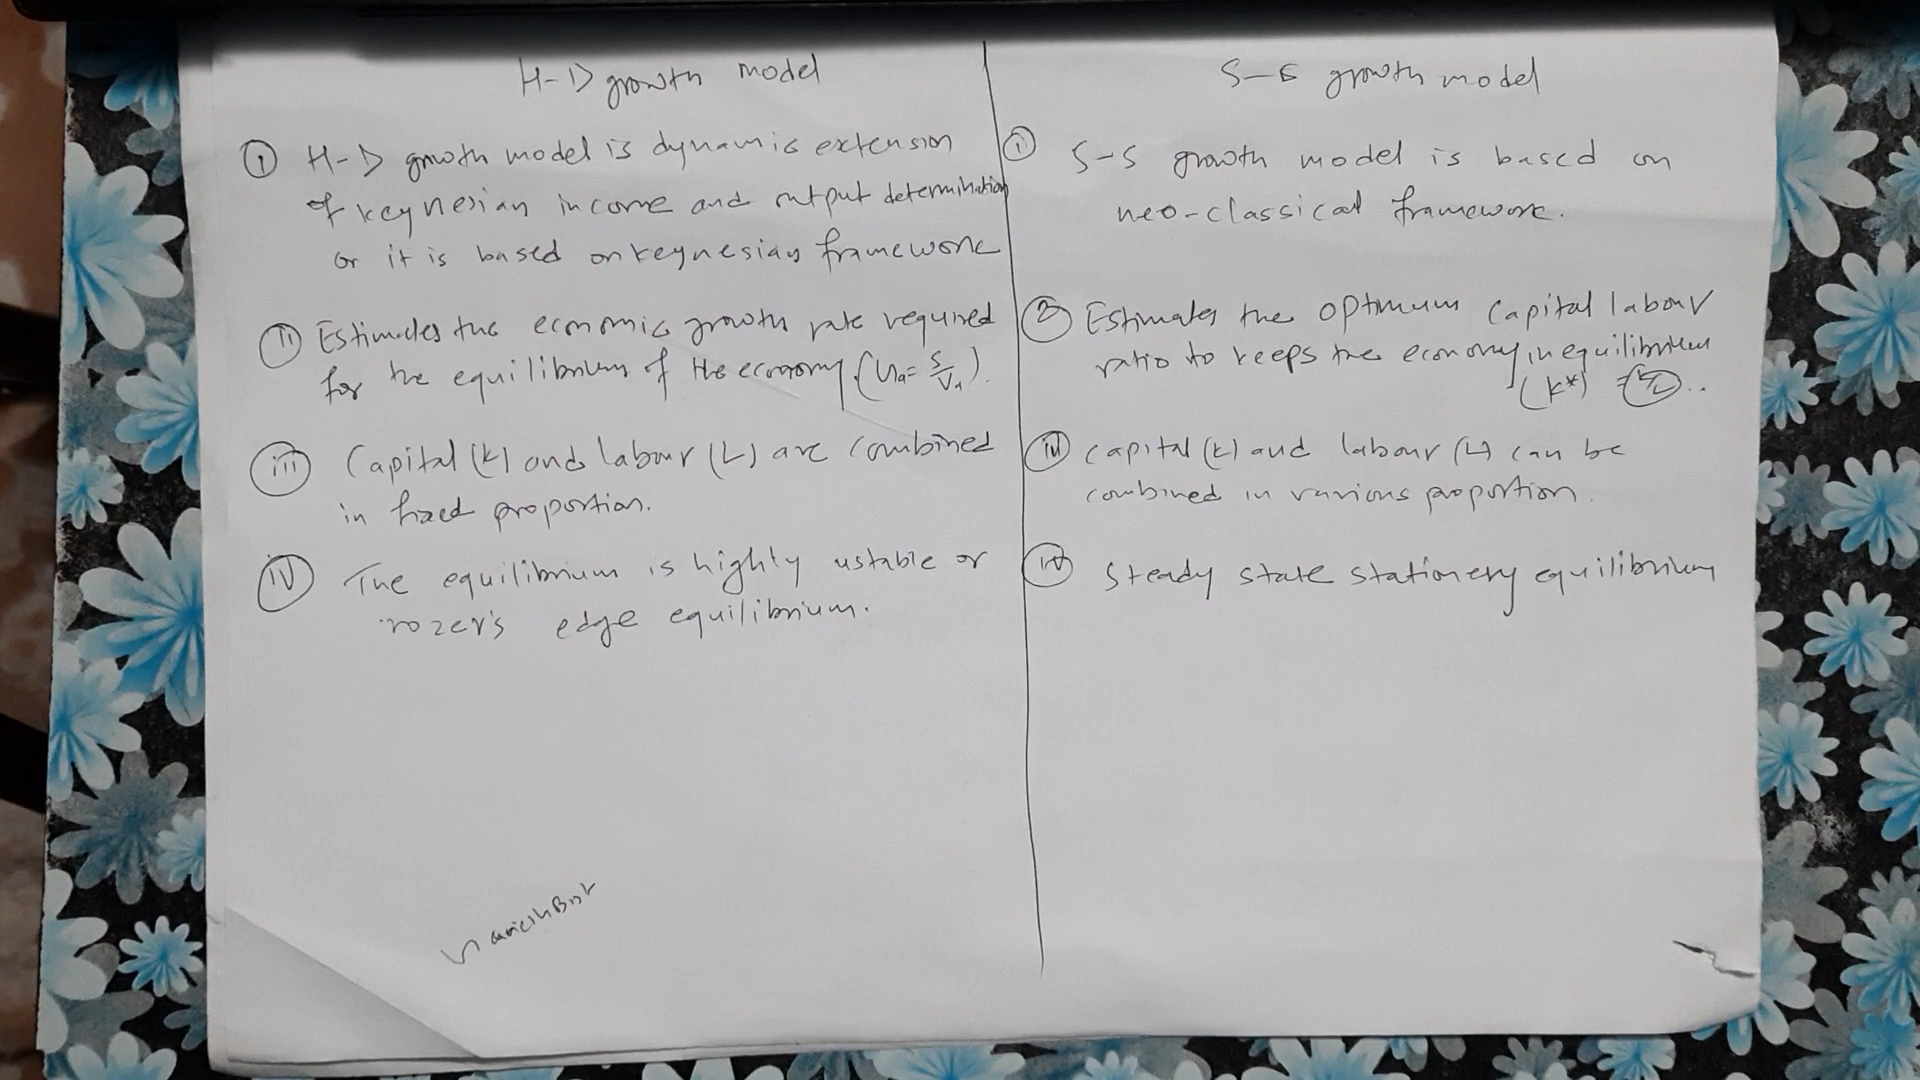 H-D growth model
① H-D growth model is dynamic extension
of keynesian income and output determination
or it is based on keynesian framework
ⅱ Estimates the economic growth rate required
for the equilibrium of the economy (Ga = S/Vr).
ⅲ Capital (K) and labour (L) are combined
in fixed proportion.
ⅳ The equilibrium is highly ustable or
rozer's edge equilibrium.
S-S growth model
① S-S growth model is based on
neo-classical framework.
② Estimates the optimum capital labour
ratio to keeps the economy in equilibrium
(k*) = (K/L)..
ⅲ capital (K) and labour (L) can be
combined in various proportion.
ⅳ Steady state stationery equilibrium